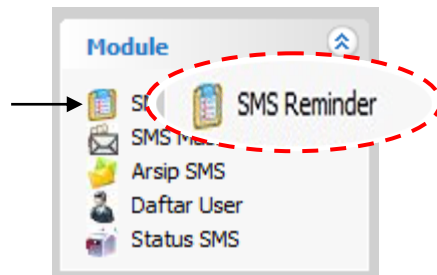 Module
SMS Reminder
SMS
Arsip SMS
Daftar User
Status SMS